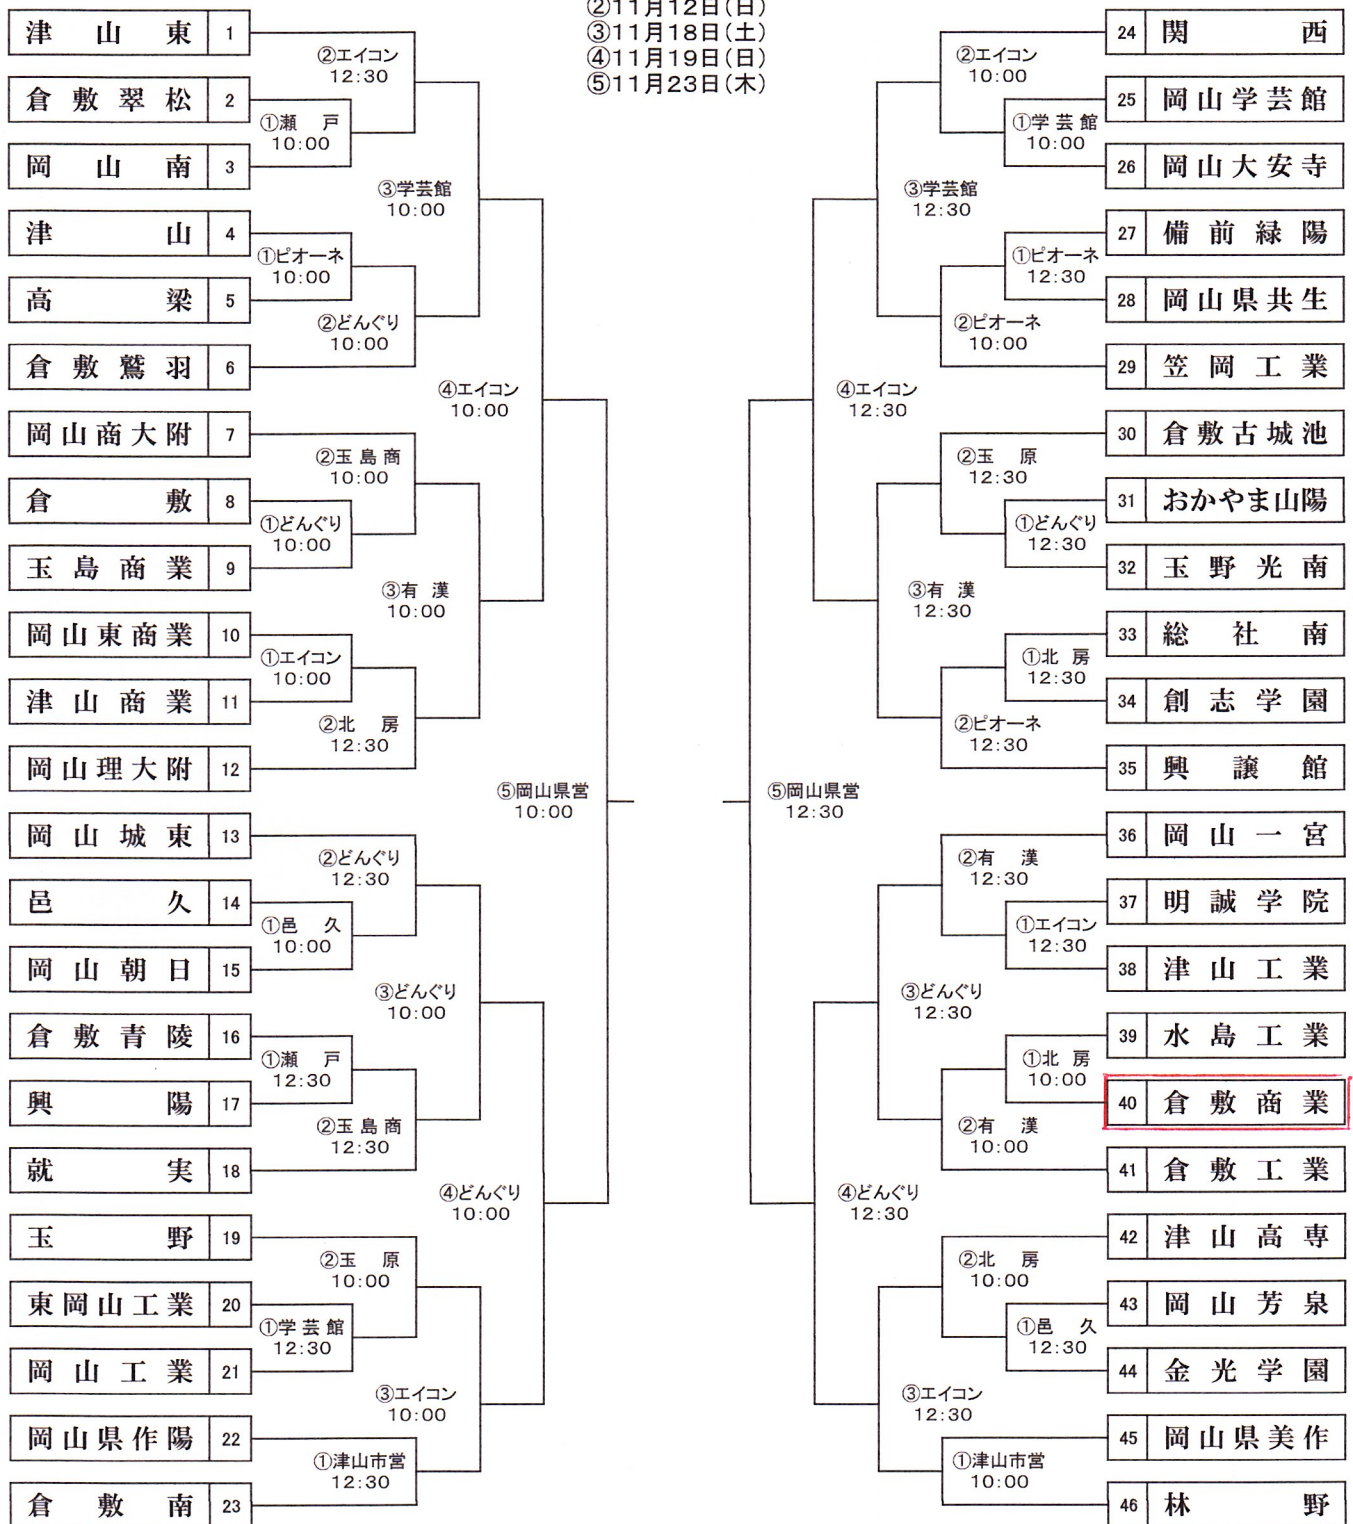 ②11月12日(日)
③11月18日(土)
④11月19日(日)
⑤11月23日(木)
津山東 1
倉敷翠松 2
岡山南 3
津山 4
高梁 5
倉敷鷲羽 6
岡山商大附 7
倉敷 8
玉島商業 9
岡山東商業 10
津山商業 11
岡山理大附 12
岡山城東 13
邑久 14
岡山朝日 15
倉敷青陵 16
興陽 17
就実 18
玉野 19
東岡山工業 20
岡山工業 21
岡山県作陽 22
倉敷南 23
②エイコン
12:30
①瀬戸
10:00
③学芸館
10:00
①ピオーネ
10:00
②どんぐり
10:00
④エイコン
10:00
②玉島商
10:00
①どんぐり
10:00
③有漢
10:00
①エイコン
10:00
②北房
12:30
⑤岡山県営
10:00
②どんぐり
12:30
①邑久
10:00
③どんぐり
10:00
①瀬戸
12:30
②玉島商
12:30
④どんぐり
10:00
②玉原
10:00
①学芸館
12:30
③エイコン
10:00
①津山市営
12:30
②エイコン
10:00
①学芸館
10:00
③学芸館
12:30
①ピオーネ
12:30
②ピオーネ
10:00
④エイコン
12:30
②玉原
12:30
①どんぐり
12:30
③有漢
12:30
①北房
12:30
②ピオーネ
12:30
⑤岡山県営
12:30
②有漢
12:30
①エイコン
12:30
③どんぐり
12:30
①北房
10:00
②有漢
10:00
④どんぐり
12:30
②北房
10:00
①邑久
12:30
③エイコン
12:30
①津山市営
10:00
24 関西
25 岡山学芸館
26 岡山大安寺
27 備前緑陽
28 岡山県共生
29 笠岡工業
30 倉敷古城池
31 おかやま山陽
32 玉野光南
33 総社南
34 創志学園
35 興譲館
36 岡山一宮
37 明誠学院
38 津山工業
39 水島工業
40 倉敷商業
41 倉敷工業
42 津山高専
43 岡山芳泉
44 金光学園
45 岡山県美作
46 林野